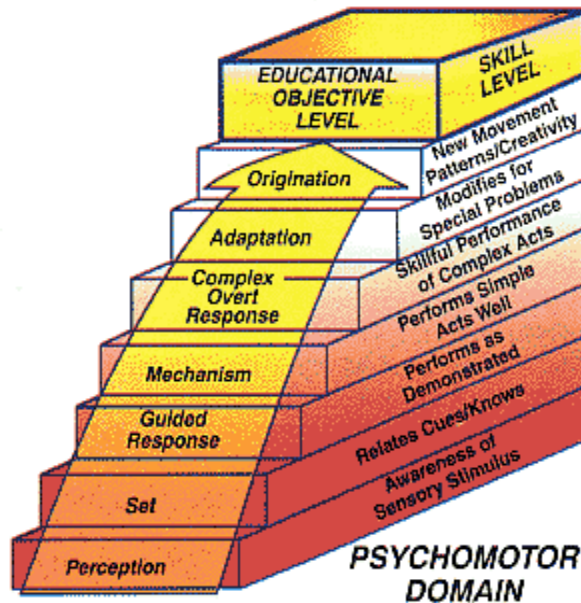 EDUCATIONAL
OBJECTIVE
LEVEL
SKILL
LEVEL
Origination
New Movement
Patterns/Creativity
Adaptation
Modifies for
Special Problems
Complex
Overt
Response
Skillful Performance
of Complex Acts
Mechanism
Performs Simple
Acts Well
Guided
Response
Performs as
Demonstrated
Set
Relates Cues/Knows
Perception
Awareness of
Sensory Stimulus
PSYCHOMOTOR
DOMAIN